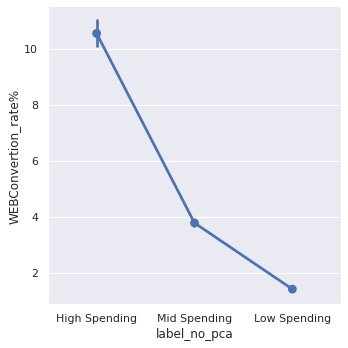 WEBConvertion_rate%
10
8
6
4
2
High Spending Mid Spending Low Spending
label_no_pca